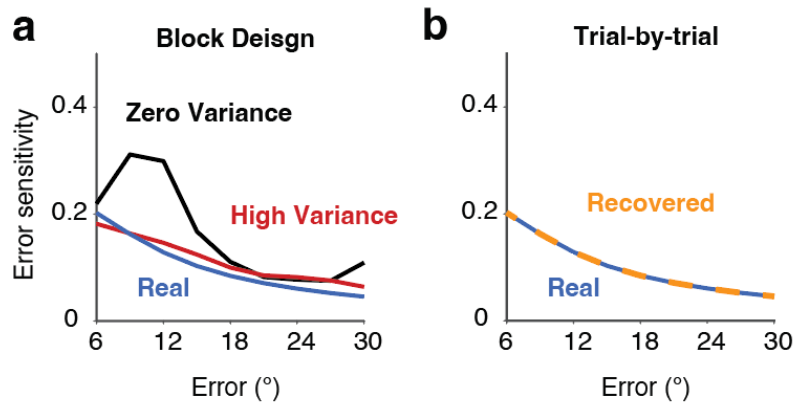 a
Block Deisgn
Error sensitivity
0.4
0.2
0
Zero Variance
High Variance
Real
6 12 18 24 30
Error (°)
b
Trial-by-trial
0.4
0.2
0
Recovered
Real
6 12 18 24 30
Error (°)